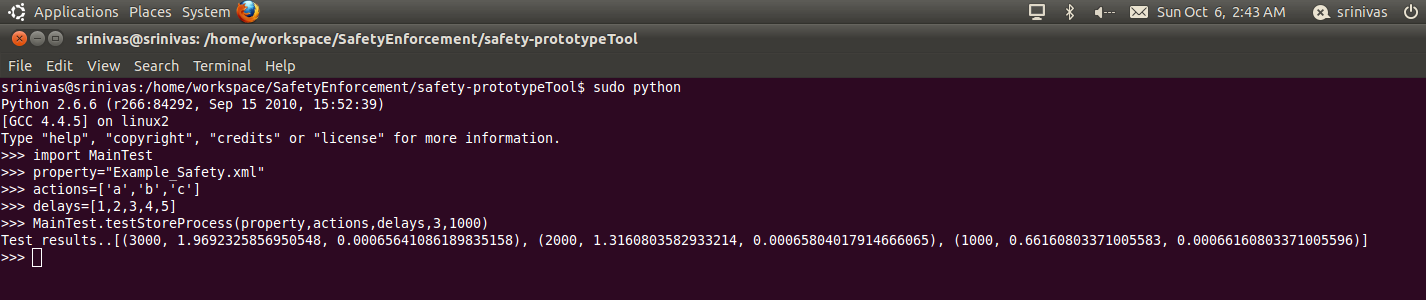 Applications Places System Sun Oct 6, 2:43 AM srinivas
srinivas@srinivas: /home/workspace/SafetyEnforcement/safety-prototypeTool
File Edit View Search Terminal Help
srinivas@srinivas:/home/workspace/SafetyEnforcement/safety-prototypeTool$ sudo python
Python 2.6.6 (r266:84292, Sep 15 2010, 15:52:39)
[GCC 4.4.5] on linux2
Type "help", "copyright", "credits" or "license" for more information.
>>> import MainTest
>>> property="Example_Safety.xml"
>>> actions=['a','b','c']
>>> delays=[1,2,3,4,5]
>>> MainTest.testStoreProcess(property,actions,delays,3,1000)
Test results..[(3000, 1.9692325856950548, 0.00065641086189835158), (2000, 1.3160803582933214, 0.00065804017914666065), (1000, 0.66160803371005583, 0.00066160803371005596)]
>>>